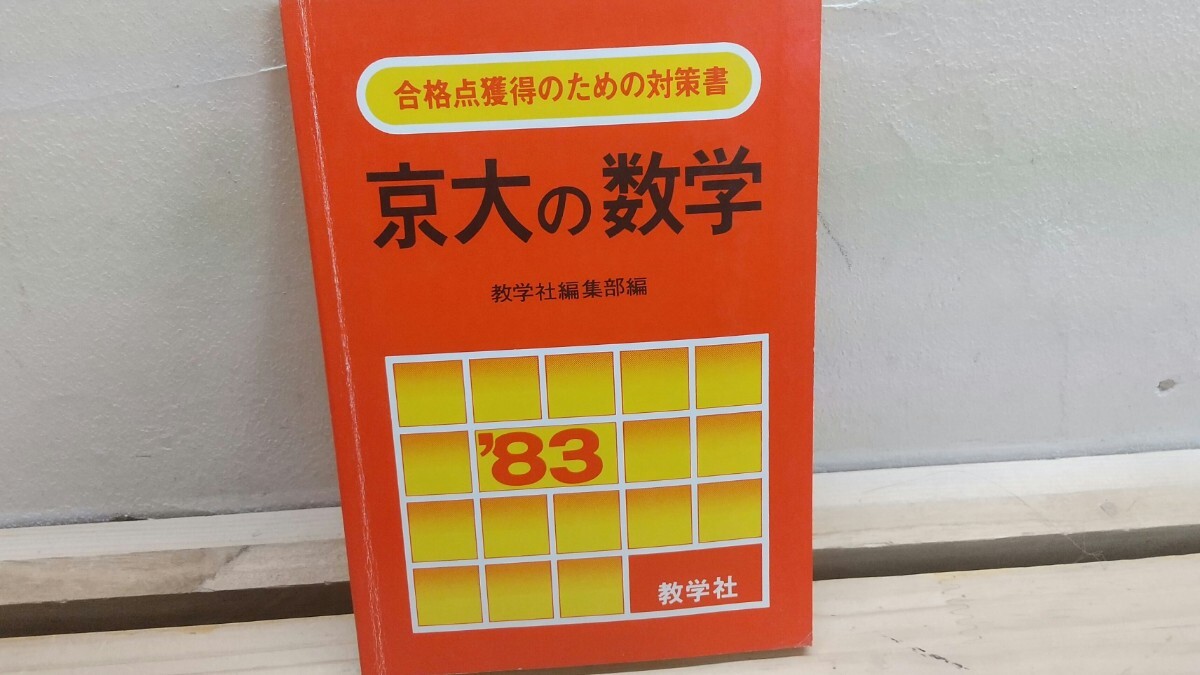 合格点獲得のための対策書
京大の数学
教学社編集部編
'83
教学社